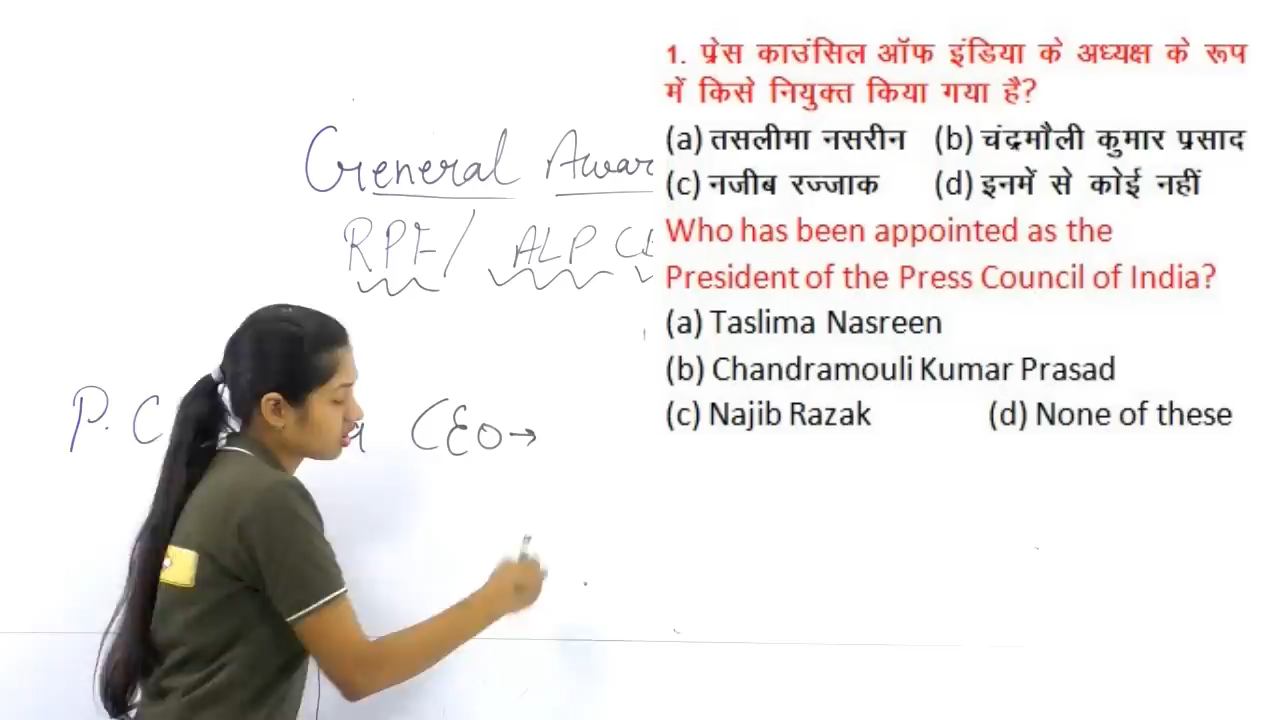 General
RPF/ ALP
P. C
CEO→
1. प्रेस काउंसिल ऑफ इंडिया के अध्यक्ष के रूप
में किसे नियुक्त किया गया है?
(a) तसलीमा नसरीन (b) चंद्रमौली कुमार प्रसाद
(c) नजीब रज्जाक (d) इनमें से कोई नहीं
Who has been appointed as the
President of the Press Council of India?
(a) Taslima Nasreen
(b) Chandramouli Kumar Prasad
(c) Najib Razak (d) None of these